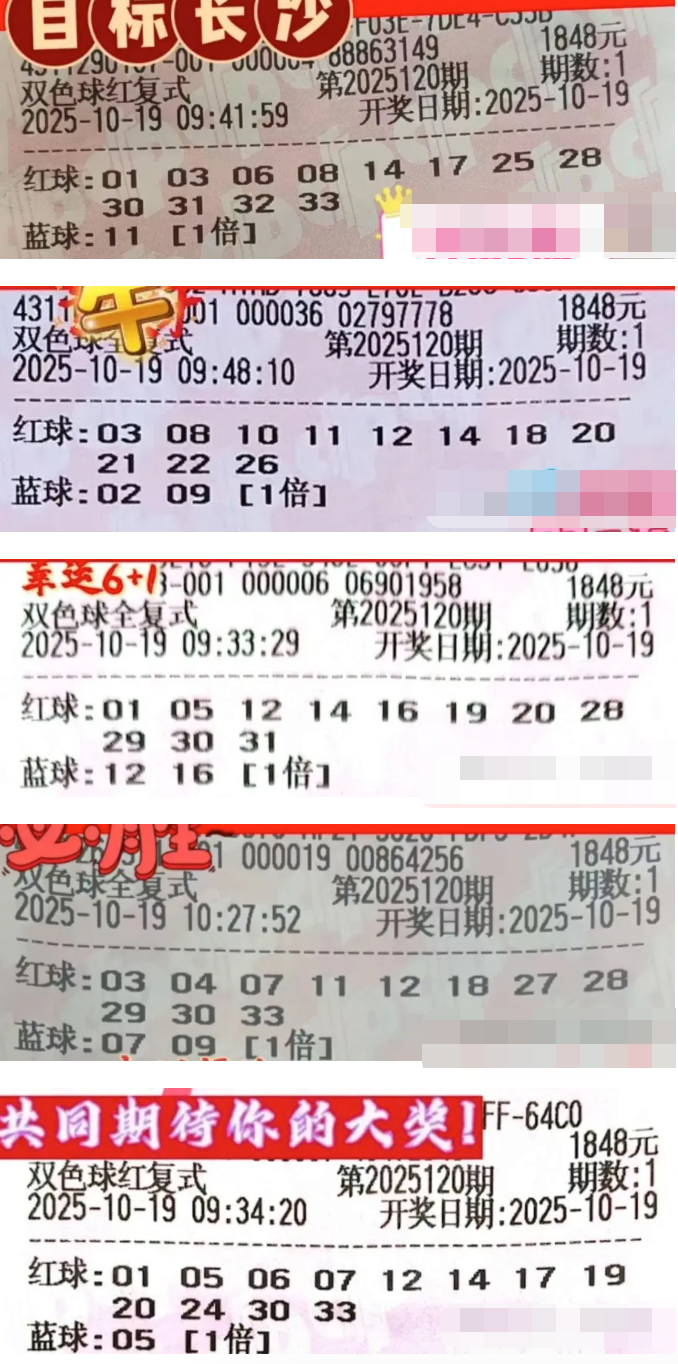 目标长沙
F03E-7DE4-C35B
88863149 1848元
双色球红复式 第2025120期 期数:1
2025-10-19 09:41:59 开奖日期:2025-10-19
红球:01 03 06 08 14 17 25 28
30 31 32 33
蓝球:11 [1倍]
4311 001 000036 02797778 1848元
双色球全复式 第2025120期 期数:1
2025-10-19 09:48:10 开奖日期:2025-10-19
红球:03 08 10 11 12 14 18 20
21 22 26
蓝球:02 09 [1倍]
幸运6+1
-001 000006 06901958 1848元
双色球全复式 第2025120期 期数:1
2025-10-19 09:33:29 开奖日期:2025-10-19
红球:01 05 12 14 16 19 20 28
29 30 31
蓝球:12 16 [1倍]
必胜
1 000019 00864256 1848元
双色球全复式 第2025120期 期数:1
2025-10-19 10:27:52 开奖日期:2025-10-19
红球:03 04 07 11 12 18 27 28
29 30 33
蓝球:07 09 [1倍]
共同期待你的大奖!
FF-64C0
1848元
双色球红复式 第2025120期 期数:1
2025-10-19 09:34:20 开奖日期:2025-10-19
红球:01 05 06 07 12 14 17 19
20 24 30 33
蓝球:05 [1倍]